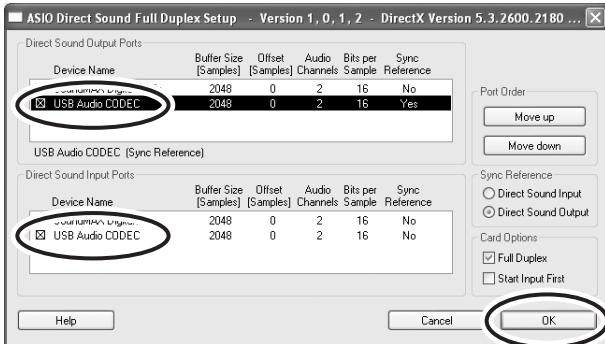 ASIO Direct Sound Full Duplex Setup - Version 1, 0, 1, 2 - DirectX Version 5.3.2600.2180 ...
Direct Sound Output Ports
Device Name Buffer Size [Samples] Offset [Samples] Audio Channels Bits per Sample Sync Reference
2048 0 2 16 No
USB Audio CODEC 2048 0 2 16 Yes
USB Audio CODEC (Sync Reference)
Direct Sound Input Ports
Device Name Buffer Size [Samples] Offset [Samples] Audio Channels Bits per Sample Sync Reference
2048 0 2 16 No
USB Audio CODEC 2048 0 2 16 No
Port Order
Move up
Move down
Sync Reference
Direct Sound Input
Direct Sound Output
Card Options
Full Duplex
Start Input First
Help
Cancel
OK